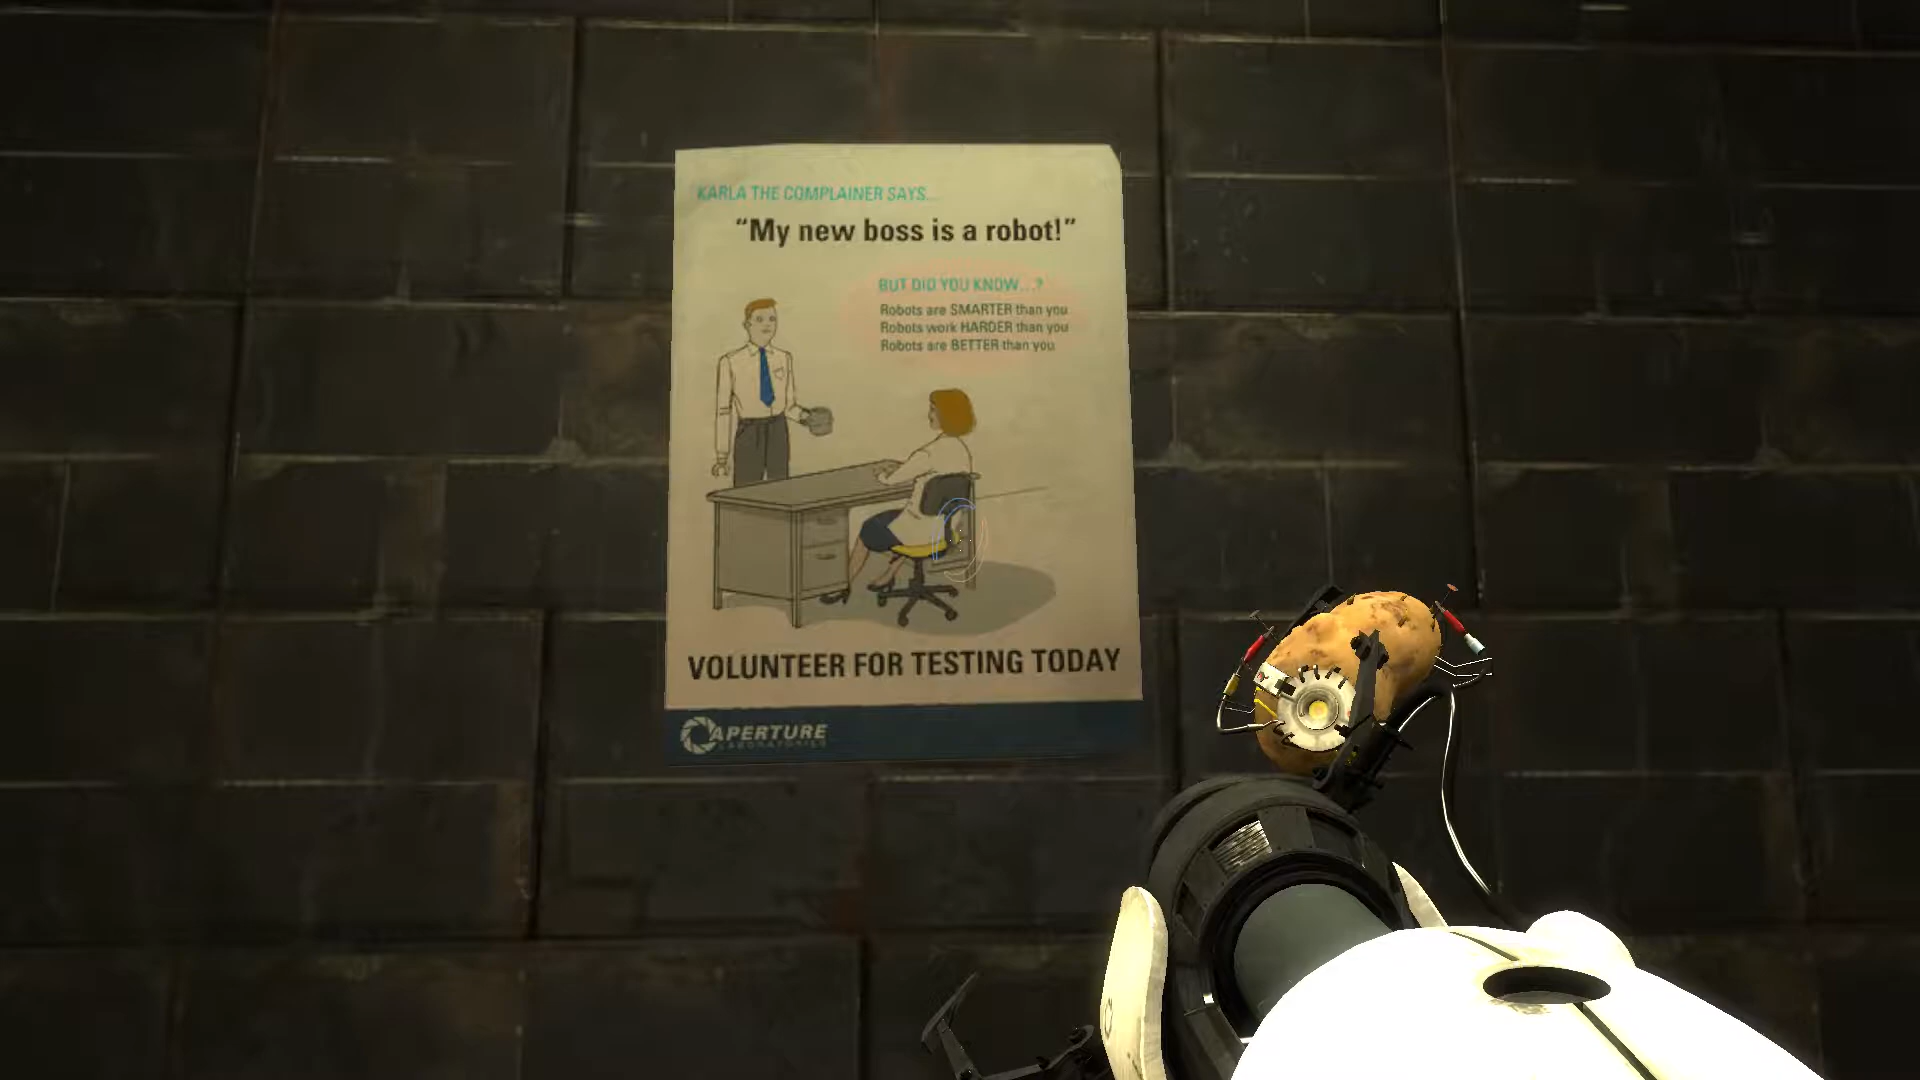 KARLA THE COMPLAINER SAYS...
“My new boss is a robot!”
BUT DID YOU KNOW...?
Robots are SMARTER than you
Robots work HARDER than you
Robots are BETTER than you
VOLUNTEER FOR TESTING TODAY
APERTURE
LABORATORIES